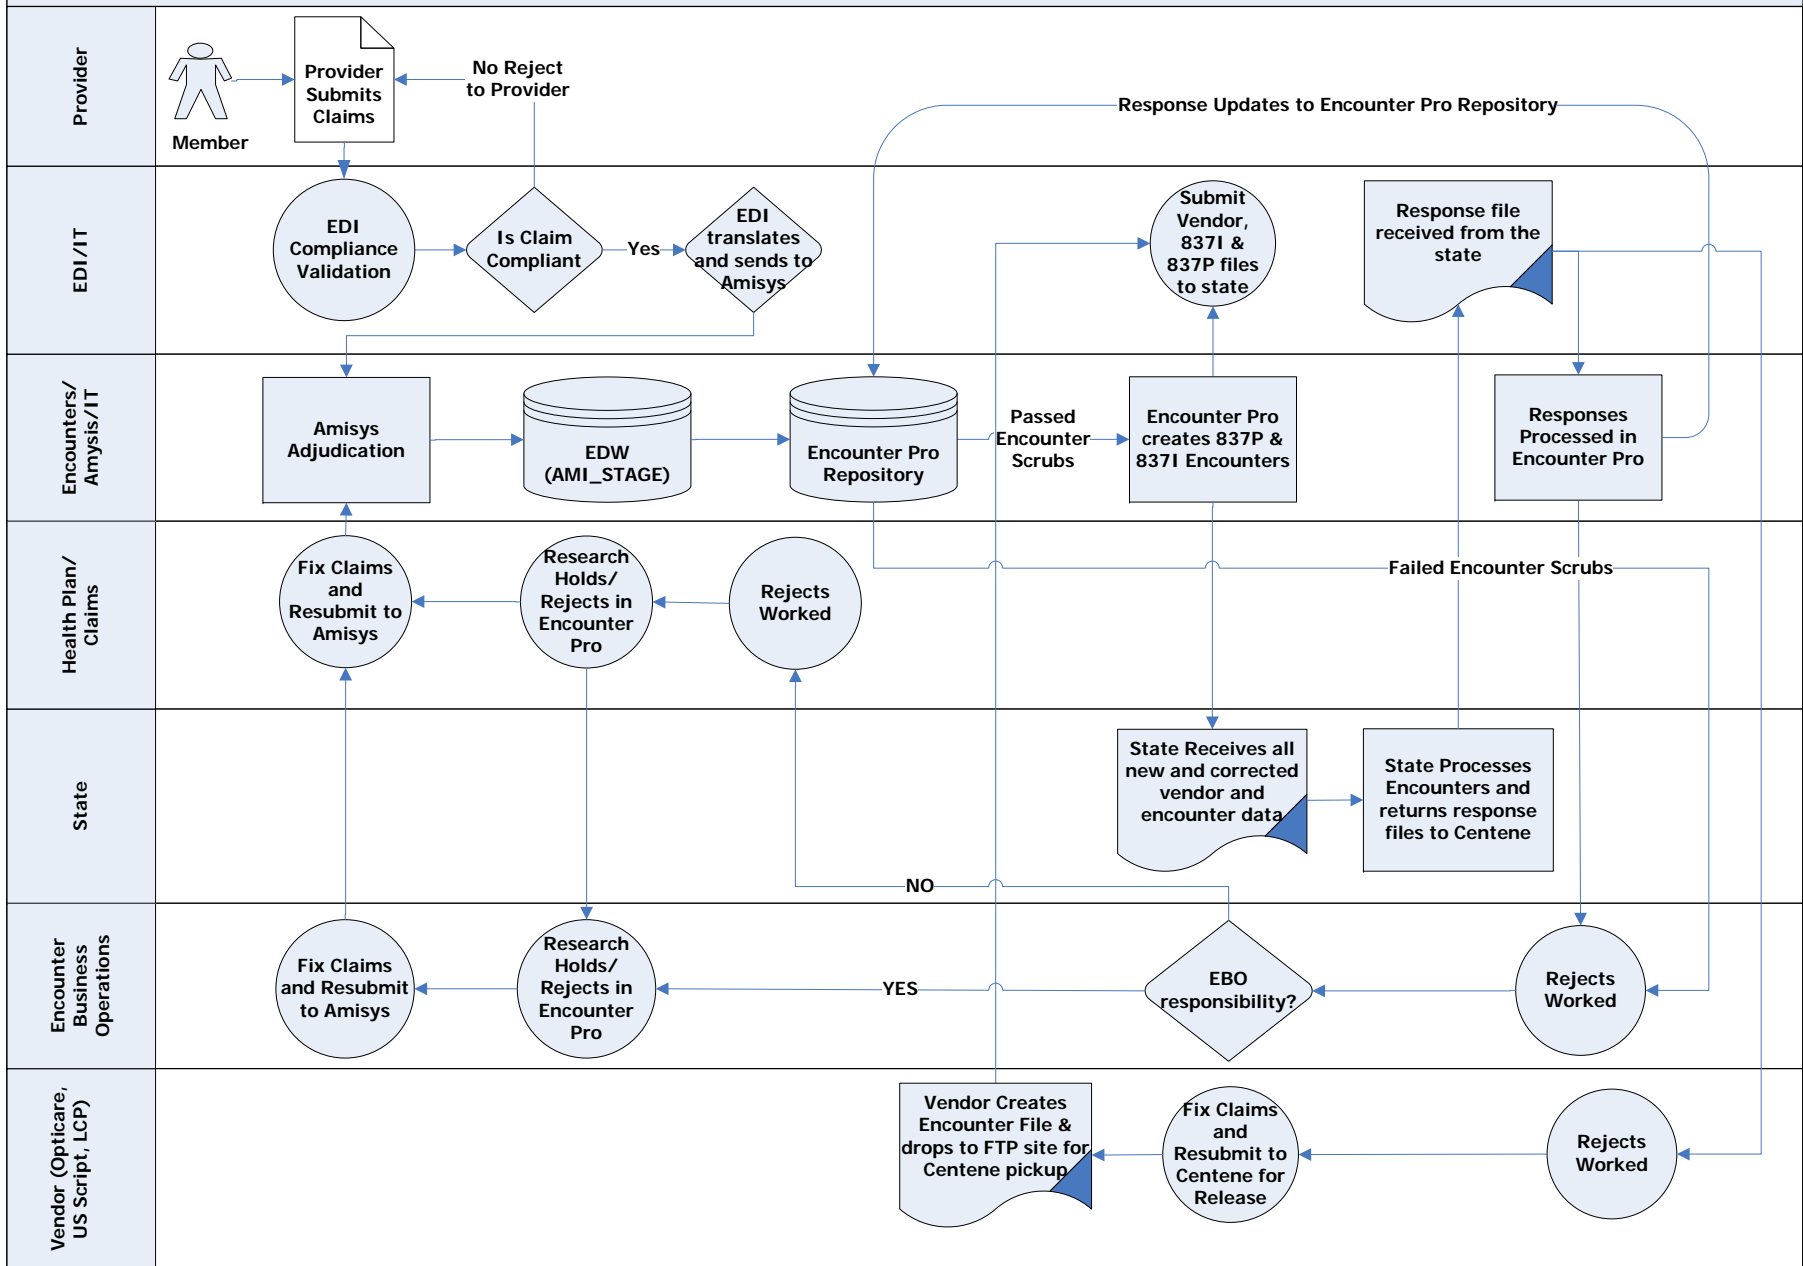 Provider
Member
Provider
Submits
Claims
No Reject
to Provider
Response Updates to Encounter Pro Repository
EDI/IT
EDI
Compliance
Validation
Is Claim
Compliant
Yes
EDI
translates
and sends to
Amisys
Submit
Vendor,
837I &
837P files
to state
Response file
received from the
state
Encounters/
Amysis/IT
Amisys
Adjudication
EDW
(AMI_STAGE)
Encounter Pro
Repository
Passed
Encounter
Scrubs
Encounter Pro
creates 837P &
837I Encounters
Responses
Processed in
Encounter Pro
Health Plan/
Claims
Fix Claims
and
Resubmit to
Amisys
Research
Holds/
Rejects in
Encounter
Pro
Rejects
Worked
Failed Encounter Scrubs
State
State Receives all
new and corrected
vendor and
encounter data
State Processes
Encounters and
returns response
files to Centene
NO
Encounter
Business
Operations
Fix Claims
and Resubmit
to Amisys
Research
Holds/
Rejects in
Encounter
Pro
YES
EBO
responsibility?
Rejects
Worked
Vendor (Opticare,
US Script, LCP)
Vendor Creates
Encounter File &
drops to FTP site for
Centene pickup
Fix Claims
and
Resubmit to
Centene for
Release
Rejects
Worked